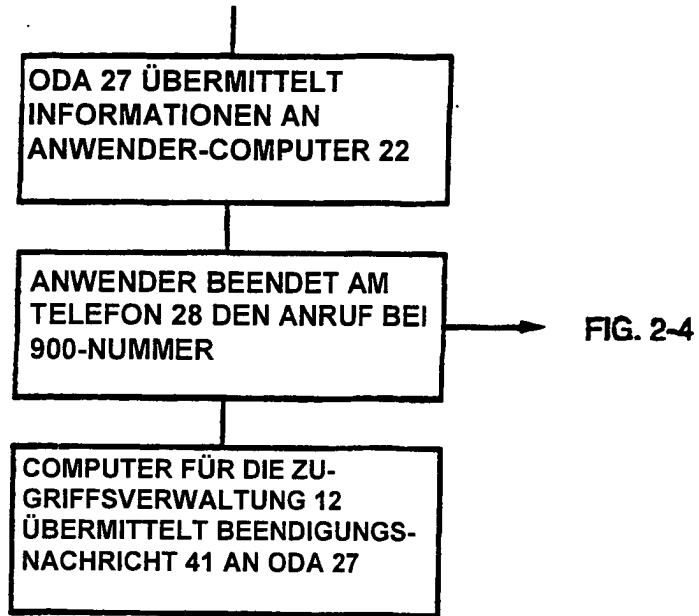 ODA 27 ÜBERMITTELT
INFORMATIONEN AN
ANWENDER-COMPUTER 22
ANWENDER BEENDET AM
TELEFON 28 DEN ANRUF BEI
900-NUMMER
FIG. 2-4
COMPUTER FÜR DIE ZU-
GRIFFSVERWALTUNG 12
ÜBERMITTELT BEENDIGUNGS-
NACHRICHT 41 AN ODA 27